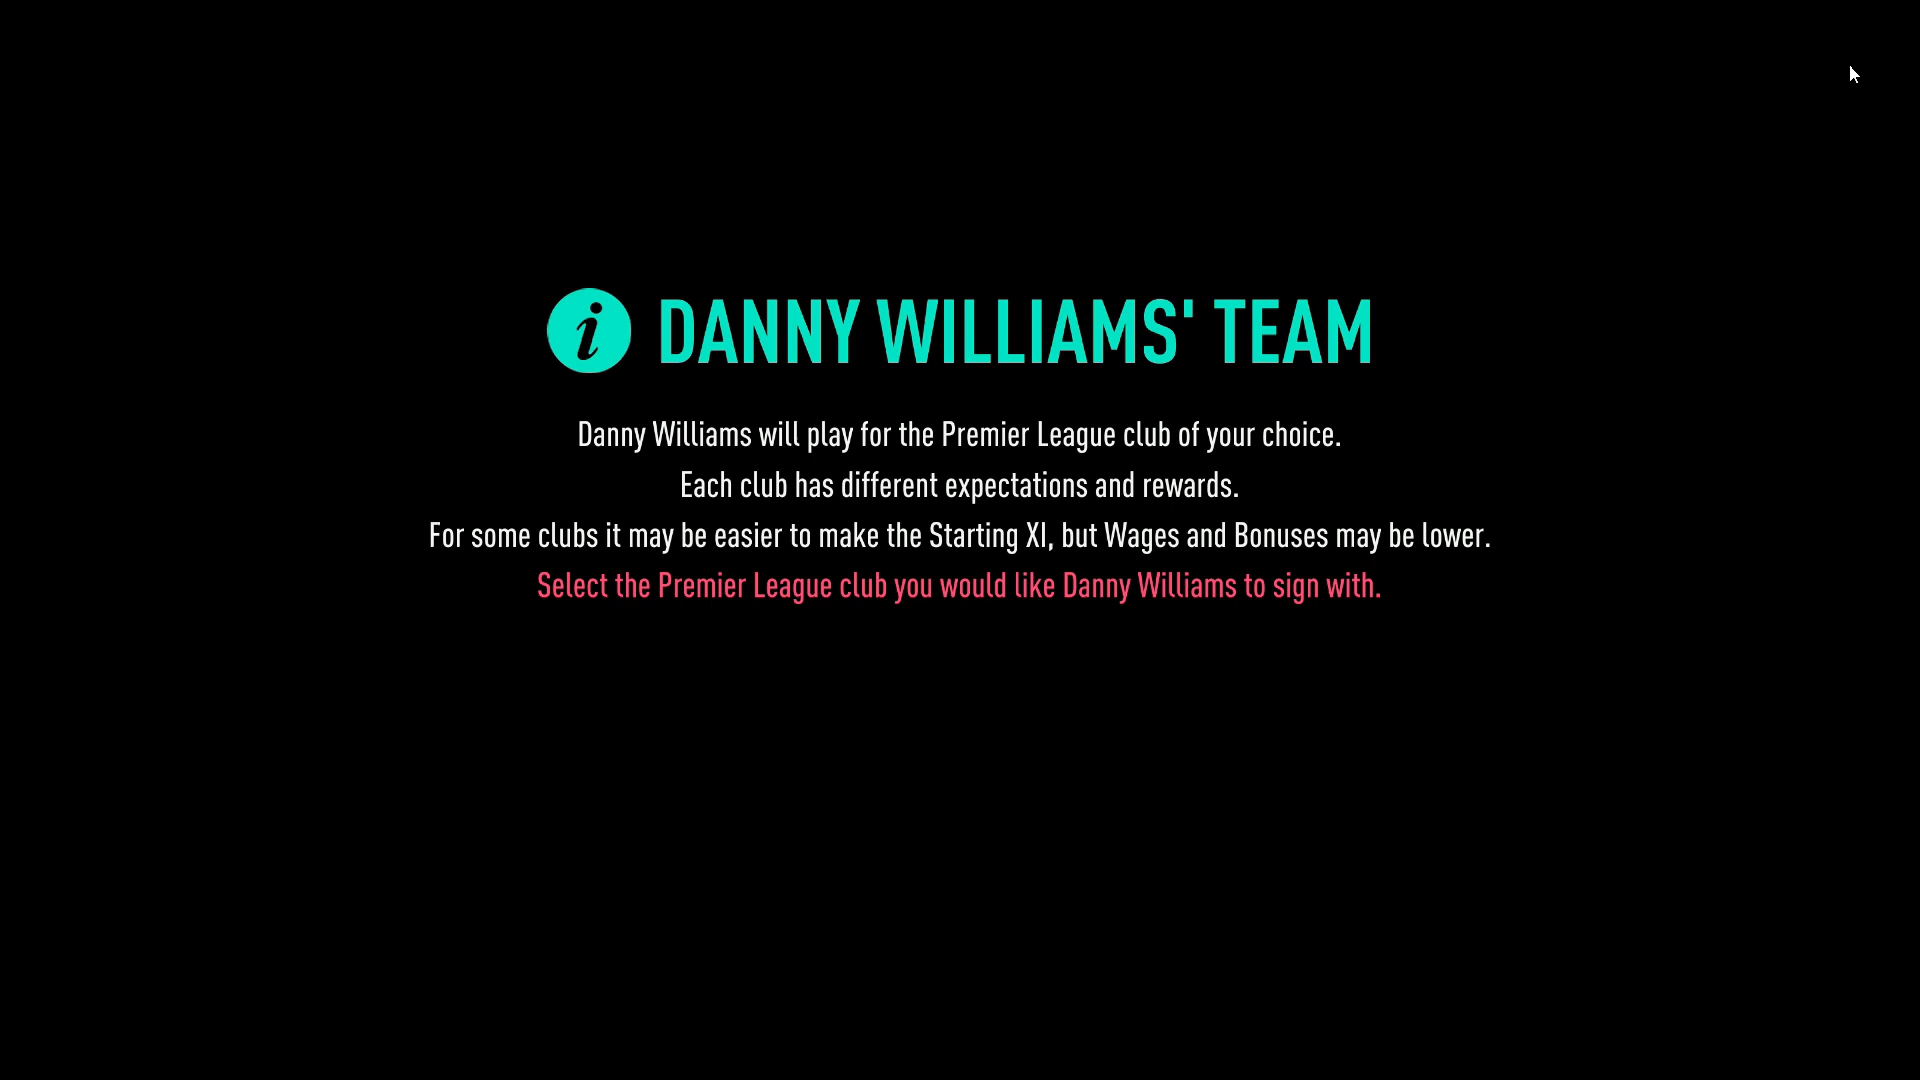 DANNY WILLIAMS' TEAM
Danny Williams will play for the Premier League club of your choice.
Each club has different expectations and rewards.
For some clubs it may be easier to make the Starting XI, but Wages and Bonuses may be lower.
Select the Premier League club you would like Danny Williams to sign with.